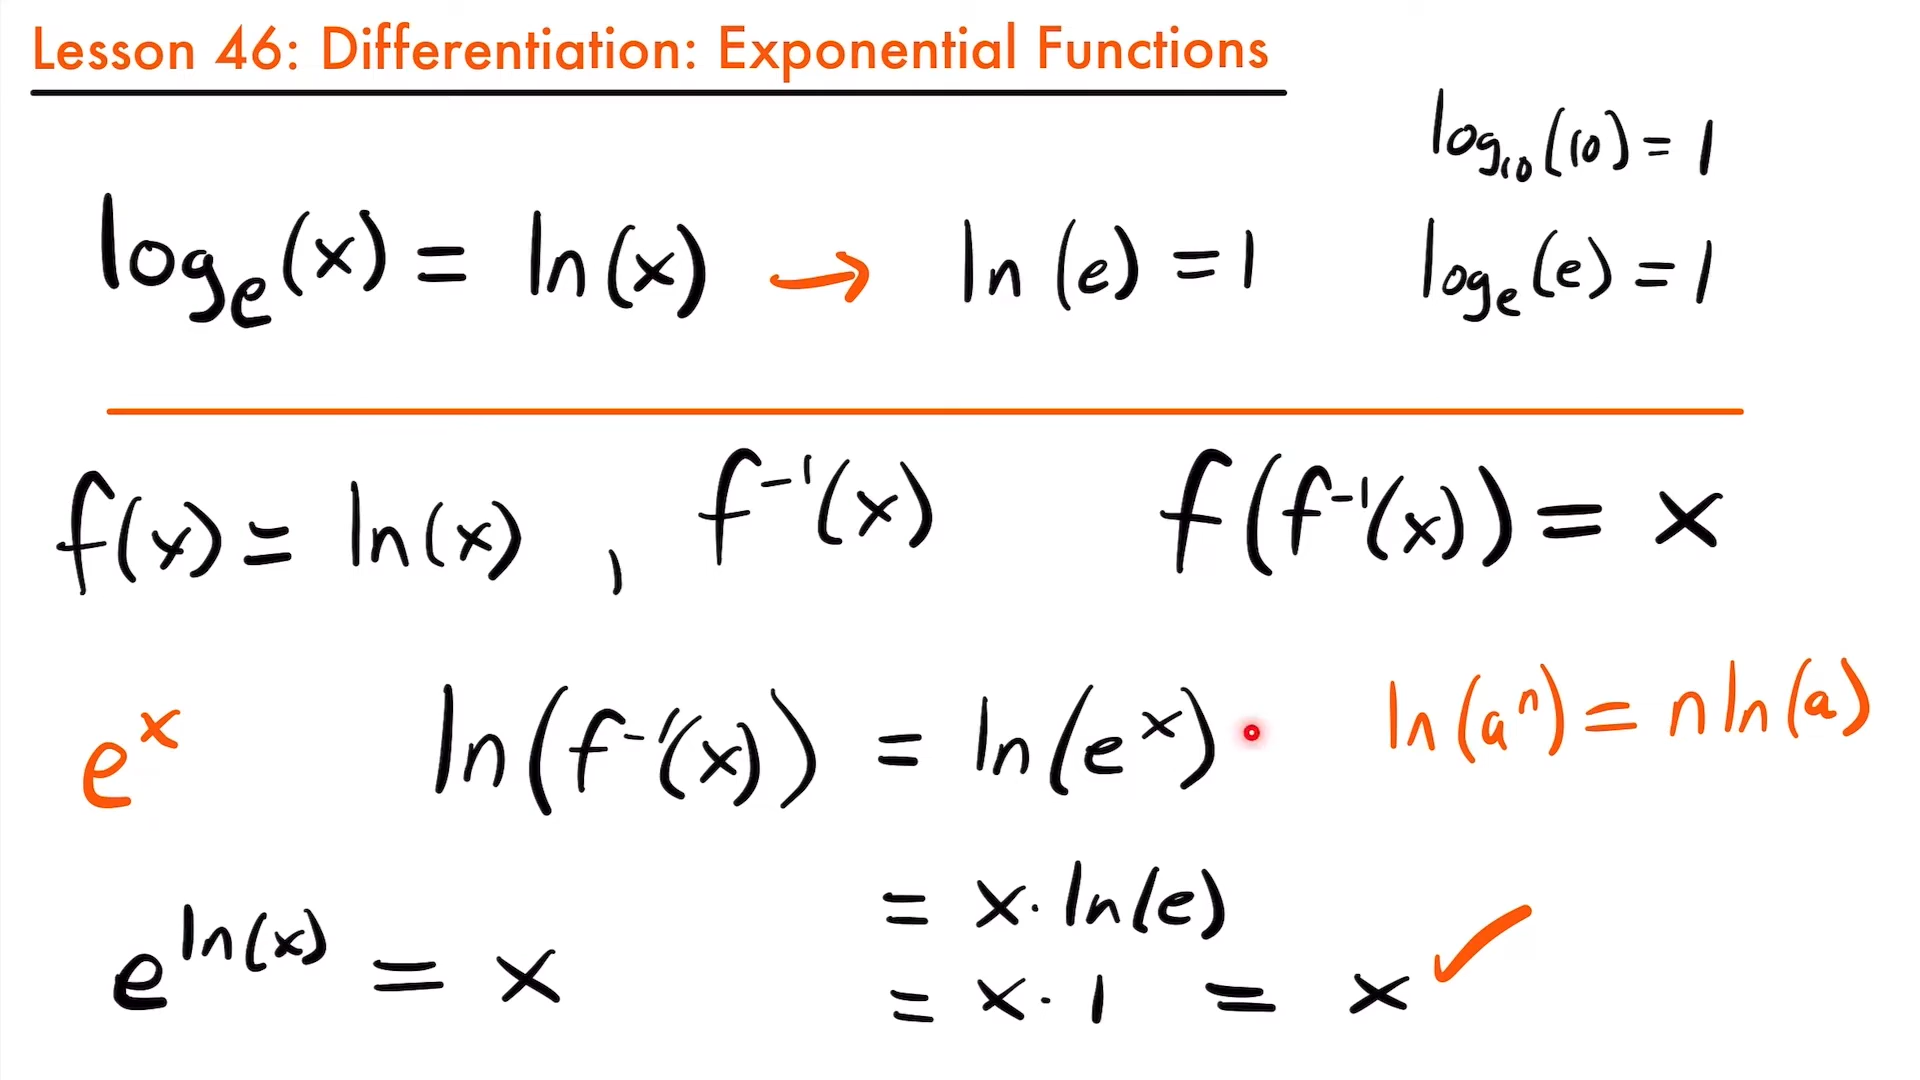 Lesson 46: Differentiation: Exponential Functions
log₁₀(10) = 1
logₑ(x) = ln(x) → ln(e) = 1
logₑ(e) = 1
f(x) = ln(x) , f⁻¹(x)
f(f⁻¹(x)) = x
eˣ
ln(f⁻¹(x)) = ln(eˣ)
ln(aⁿ) = n ln(a)
= x · ln(e)
e^ln(x) = x
= x · 1 = x ✓